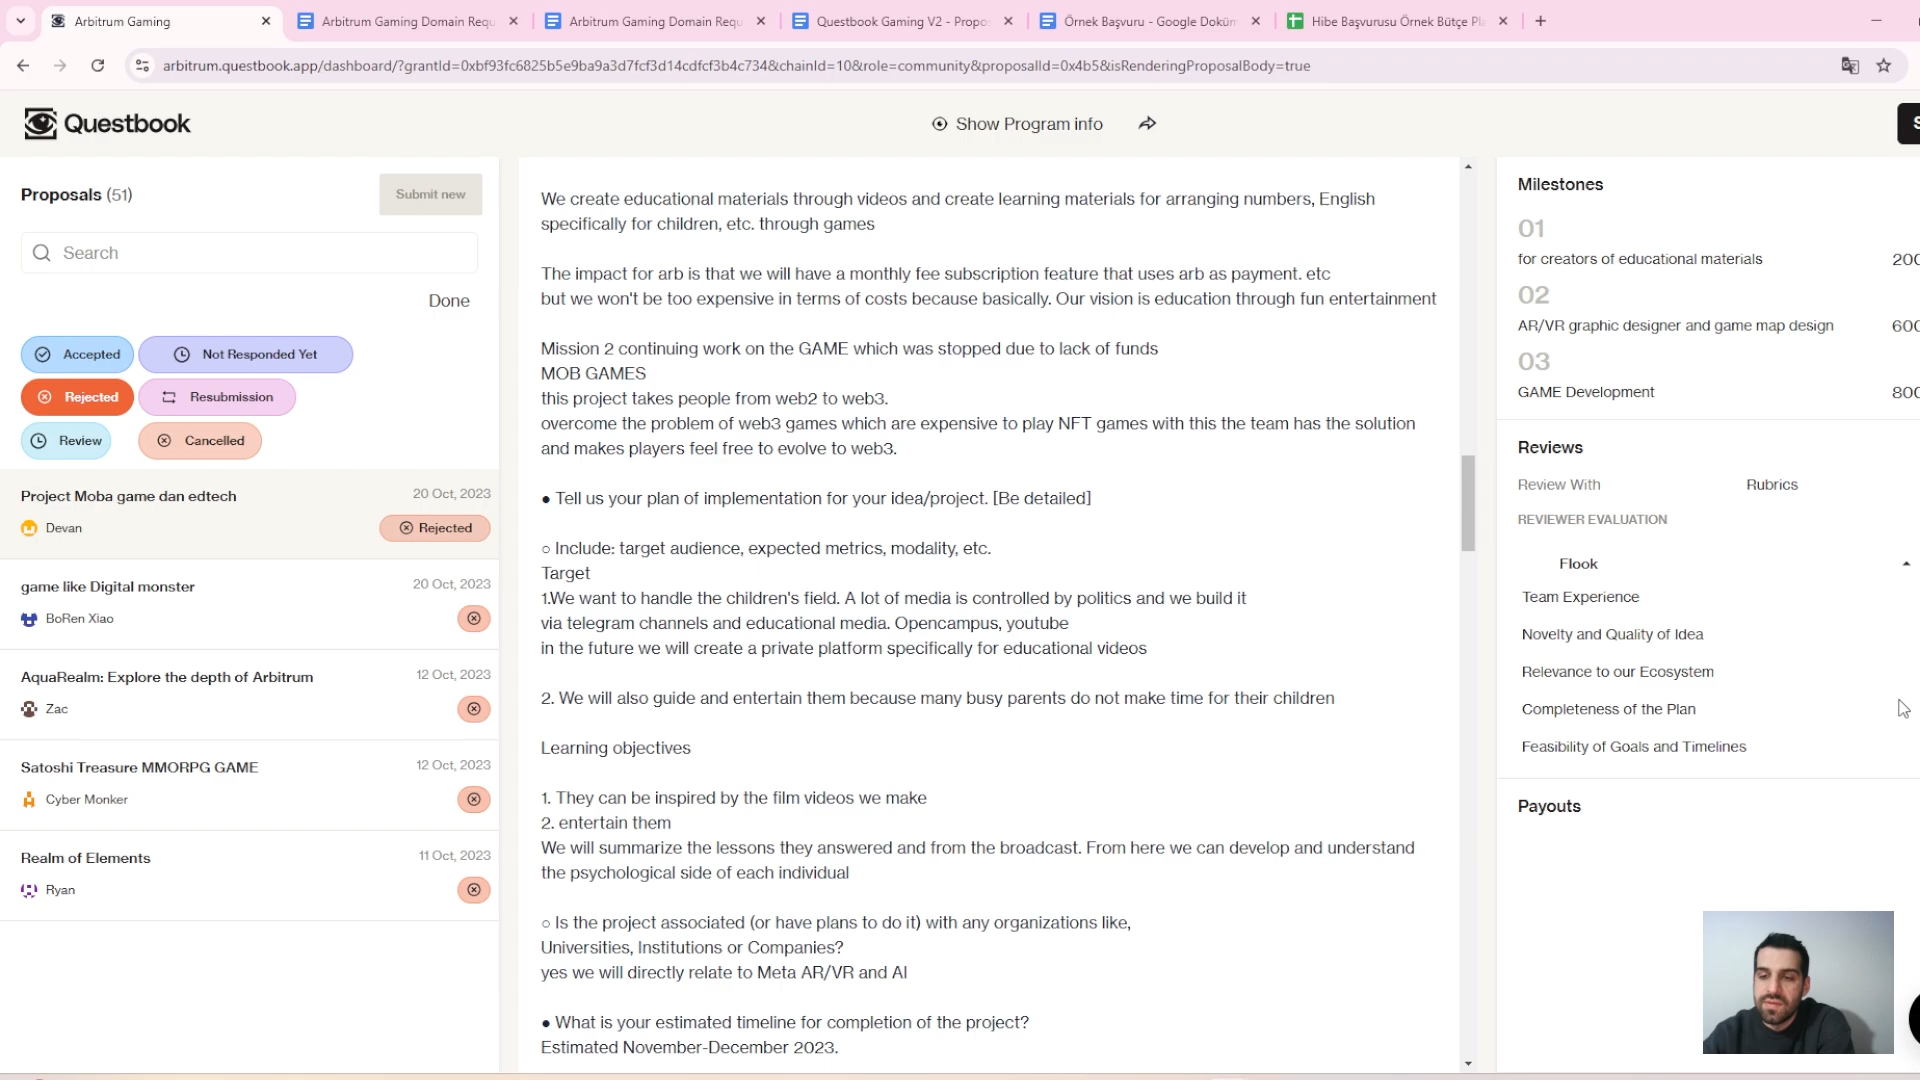 Arbitrum Gaming
Arbitrum Gaming Domain Requ
Arbitrum Gaming Domain Requ
Questbook Gaming V2 - Propos
Örnek Başvuru - Google Doküm
Hibe Başvurusu Örnek Bütçe Pla
arbitrum.questbook.app/dashboard/?grantId=0xbf93fc6825b5e9ba9a3d7fcf3d14cdfcf3b4c734&chainId=10&role=community&proposalId=0x4b5&isRenderingProposalBody=true
Questbook
Show Program info
S
Proposals (51)
Submit new
Search
Done
Accepted
Not Responded Yet
Rejected
Resubmission
Review
Cancelled
Project Moba game dan edtech
20 Oct, 2023
Devan
Rejected
game like Digital monster
20 Oct, 2023
BoRen Xiao
AquaRealm: Explore the depth of Arbitrum
12 Oct, 2023
Zac
Satoshi Treasure MMORPG GAME
12 Oct, 2023
Cyber Monker
Realm of Elements
11 Oct, 2023
Ryan
We create educational materials through videos and create learning materials for arranging numbers, English
specifically for children, etc. through games
The impact for arb is that we will have a monthly fee subscription feature that uses arb as payment. etc
but we won't be too expensive in terms of costs because basically. Our vision is education through fun entertainment
Mission 2 continuing work on the GAME which was stopped due to lack of funds
MOB GAMES
this project takes people from web2 to web3.
overcome the problem of web3 games which are expensive to play NFT games with this the team has the solution
and makes players feel free to evolve to web3.
● Tell us your plan of implementation for your idea/project. [Be detailed]
○ Include: target audience, expected metrics, modality, etc.
Target
1.We want to handle the children's field. A lot of media is controlled by politics and we build it
via telegram channels and educational media. Opencampus, youtube
in the future we will create a private platform specifically for educational videos
2. We will also guide and entertain them because many busy parents do not make time for their children
Learning objectives
1. They can be inspired by the film videos we make
2. entertain them
We will summarize the lessons they answered and from the broadcast. From here we can develop and understand
the psychological side of each individual
○ Is the project associated (or have plans to do it) with any organizations like,
Universities, Institutions or Companies?
yes we will directly relate to Meta AR/VR and AI
● What is your estimated timeline for completion of the project?
Estimated November-December 2023.
Milestones
01
for creators of educational materials
200
02
AR/VR graphic designer and game map design
600
03
GAME Development
800
Reviews
Review With
Rubrics
REVIEWER EVALUATION
Flook
Team Experience
Novelty and Quality of Idea
Relevance to our Ecosystem
Completeness of the Plan
Feasibility of Goals and Timelines
Payouts